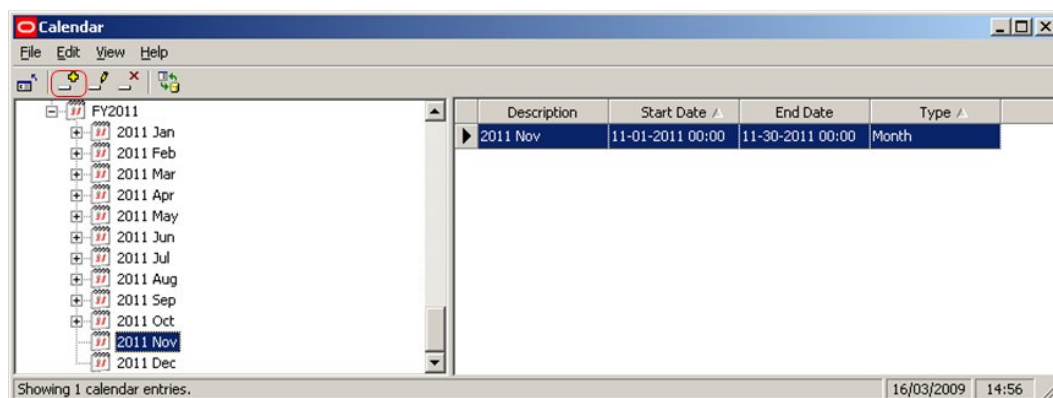 Calendar
File Edit View Help
FY2011
2011 Jan
2011 Feb
2011 Mar
2011 Apr
2011 May
2011 Jun
2011 Jul
2011 Aug
2011 Sep
2011 Oct
2011 Nov
2011 Dec
Description Start Date End Date Type
2011 Nov 11-01-2011 00:00 11-30-2011 00:00 Month
Showing 1 calendar entries. 16/03/2009 14:56